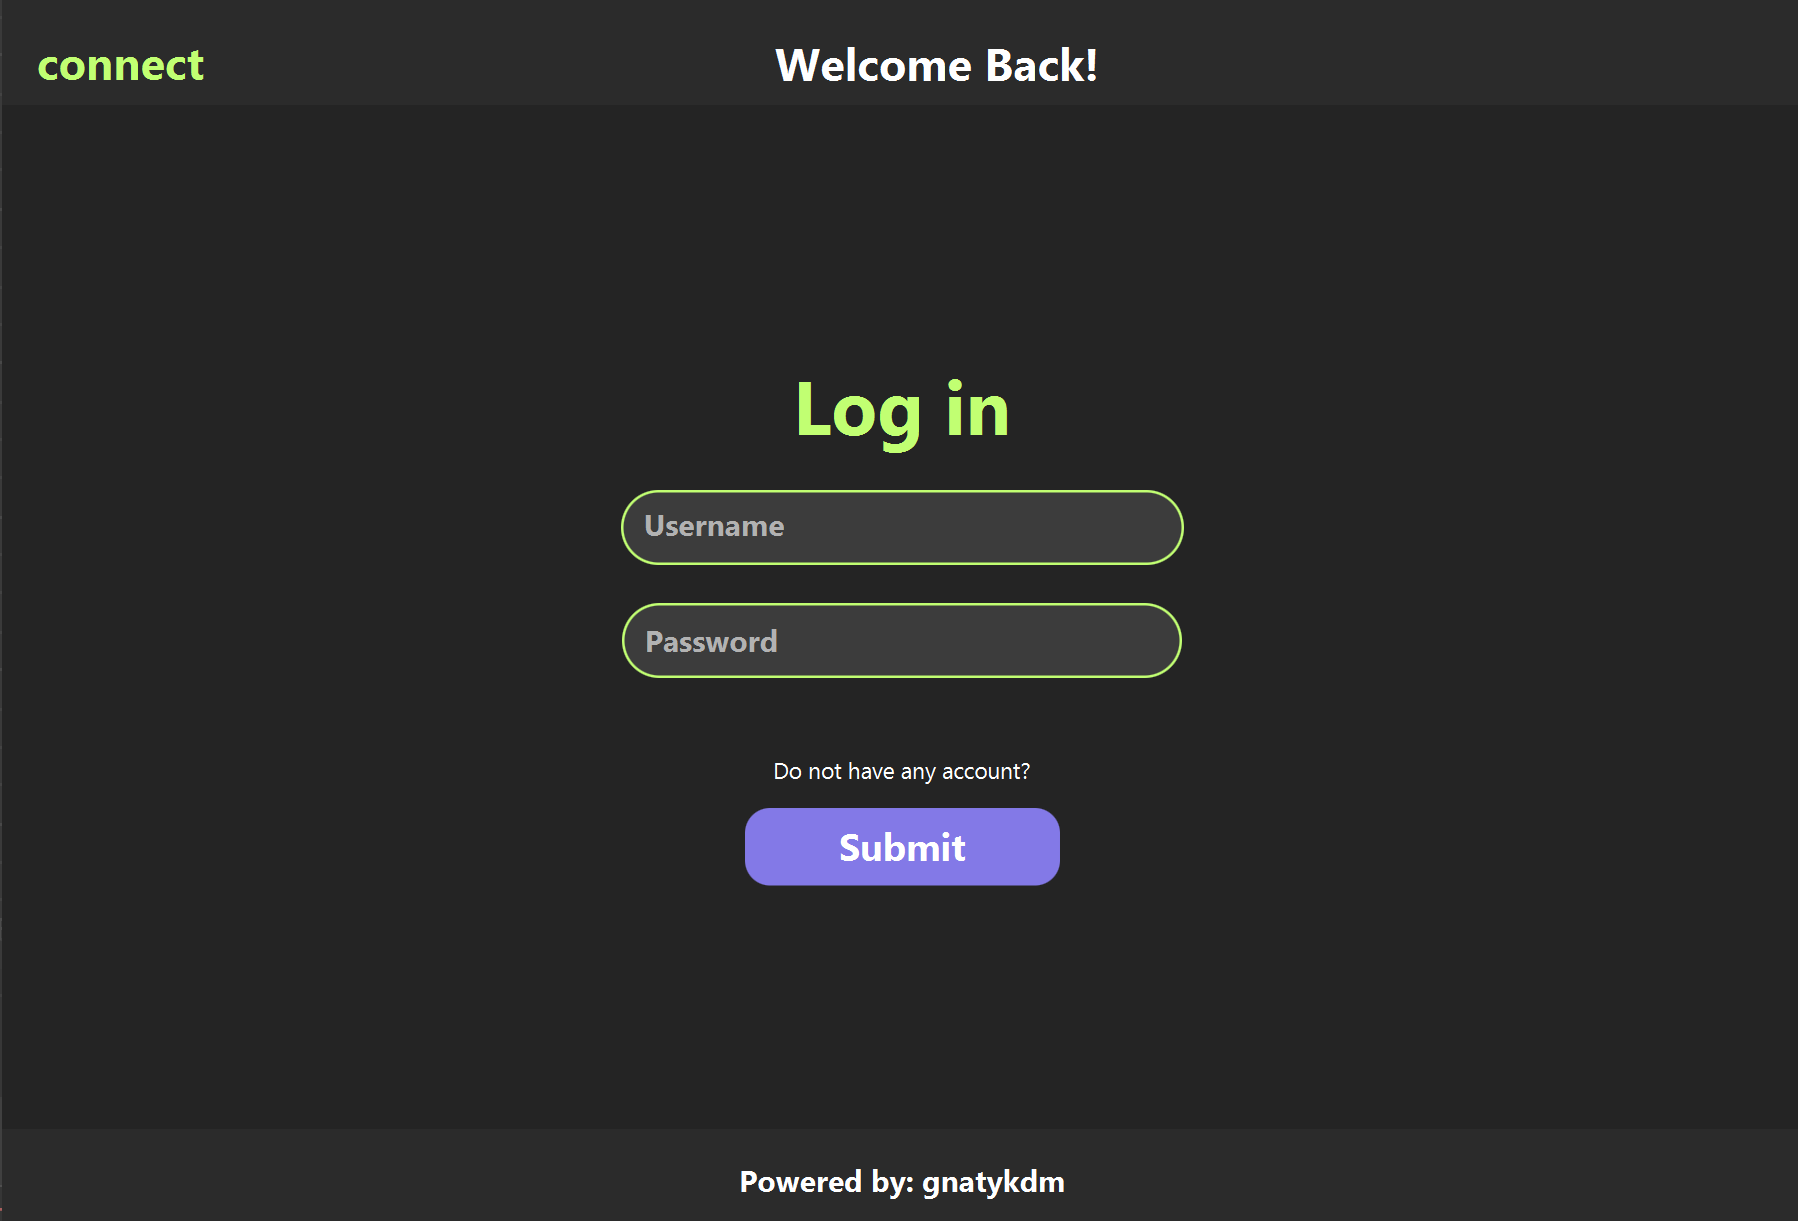 connect
Welcome Back!
Log in
Username
Password
Do not have any account?
Submit
Powered by: gnatykdm